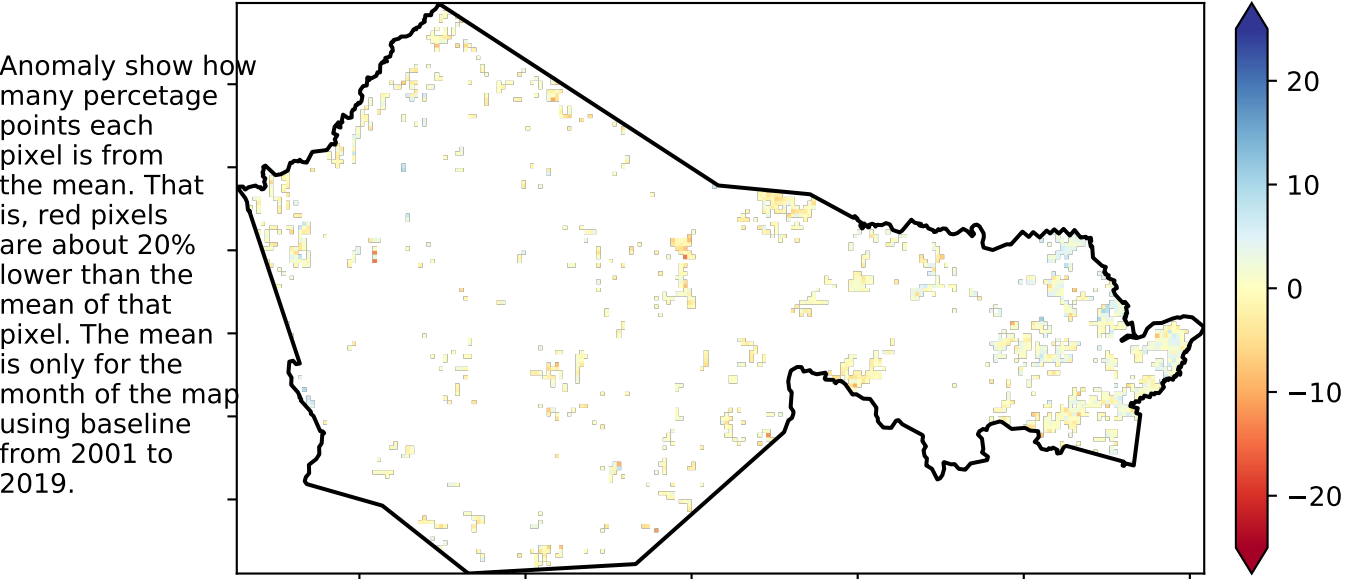 Anomaly show how
many percetage
points each
pixel is from
the mean. That
is, red pixels
are about 20%
lower than the
mean of that
pixel. The mean
is only for the
month of the map
using baseline
from 2001 to
2019.
20
10
0
−10
−20